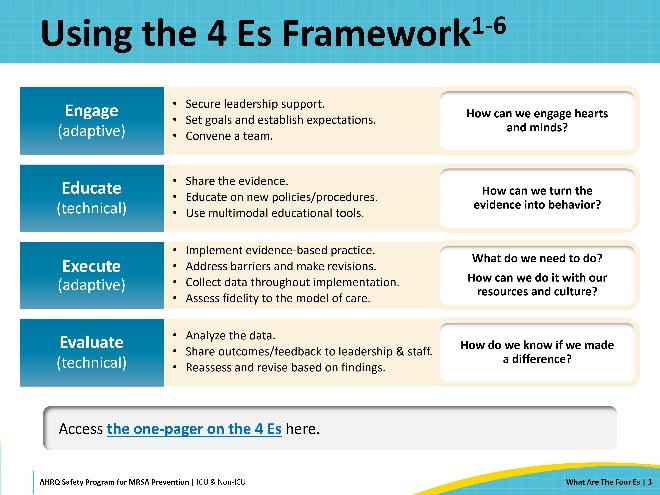 Using the 4 Es Framework1-6
Engage
(adaptive)
• Secure leadership support.
• Set goals and establish expectations.
• Convene a team.
How can we engage hearts
and minds?
Educate
(technical)
• Share the evidence.
• Educate on new policies/procedures.
• Use multimodal educational tools.
How can we turn the
evidence into behavior?
Execute
(adaptive)
• Implement evidence-based practice.
• Address barriers and make revisions.
• Collect data throughout implementation.
• Assess fidelity to the model of care.
What do we need to do?
How can we do it with our
resources and culture?
Evaluate
(technical)
• Analyze the data.
• Share outcomes/feedback to leadership & staff.
• Reassess and revise based on findings.
How do we know if we made
a difference?
Access the one-pager on the 4 Es here.
AHRQ Safety Program for MRSA Prevention | ICU & Non-ICU
What Are The Four Es | 3